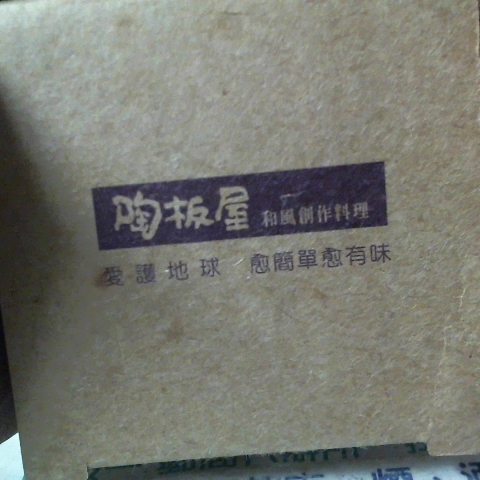 陶板屋 和風創作料理
愛護地球 愈簡單愈有味